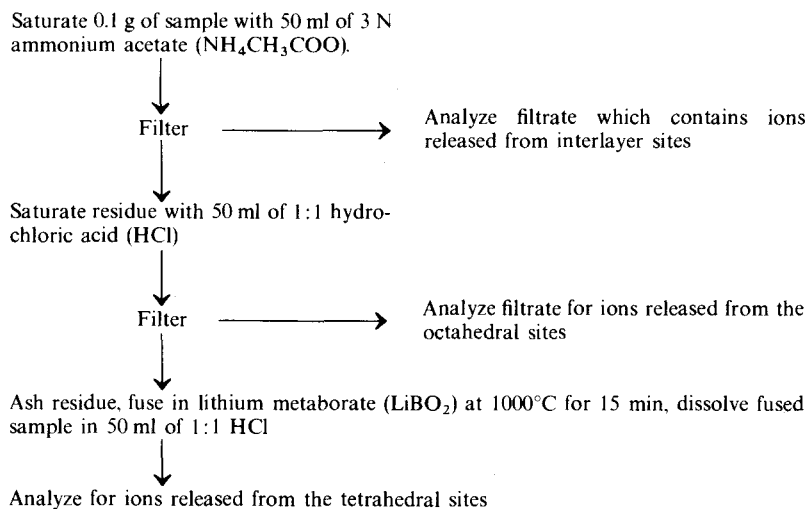 Saturate 0.1 g of sample with 50 ml of 3 N
ammonium acetate (NH₄CH₃COO).
Filter
Analyze filtrate which contains ions
released from interlayer sites
Saturate residue with 50 ml of 1:1 hydro-
chloric acid (HCl)
Filter
Analyze filtrate for ions released from the
octahedral sites
Ash residue, fuse in lithium metaborate (LiBO₂) at 1000°C for 15 min, dissolve fused
sample in 50 ml of 1:1 HCl
Analyze for ions released from the tetrahedral sites